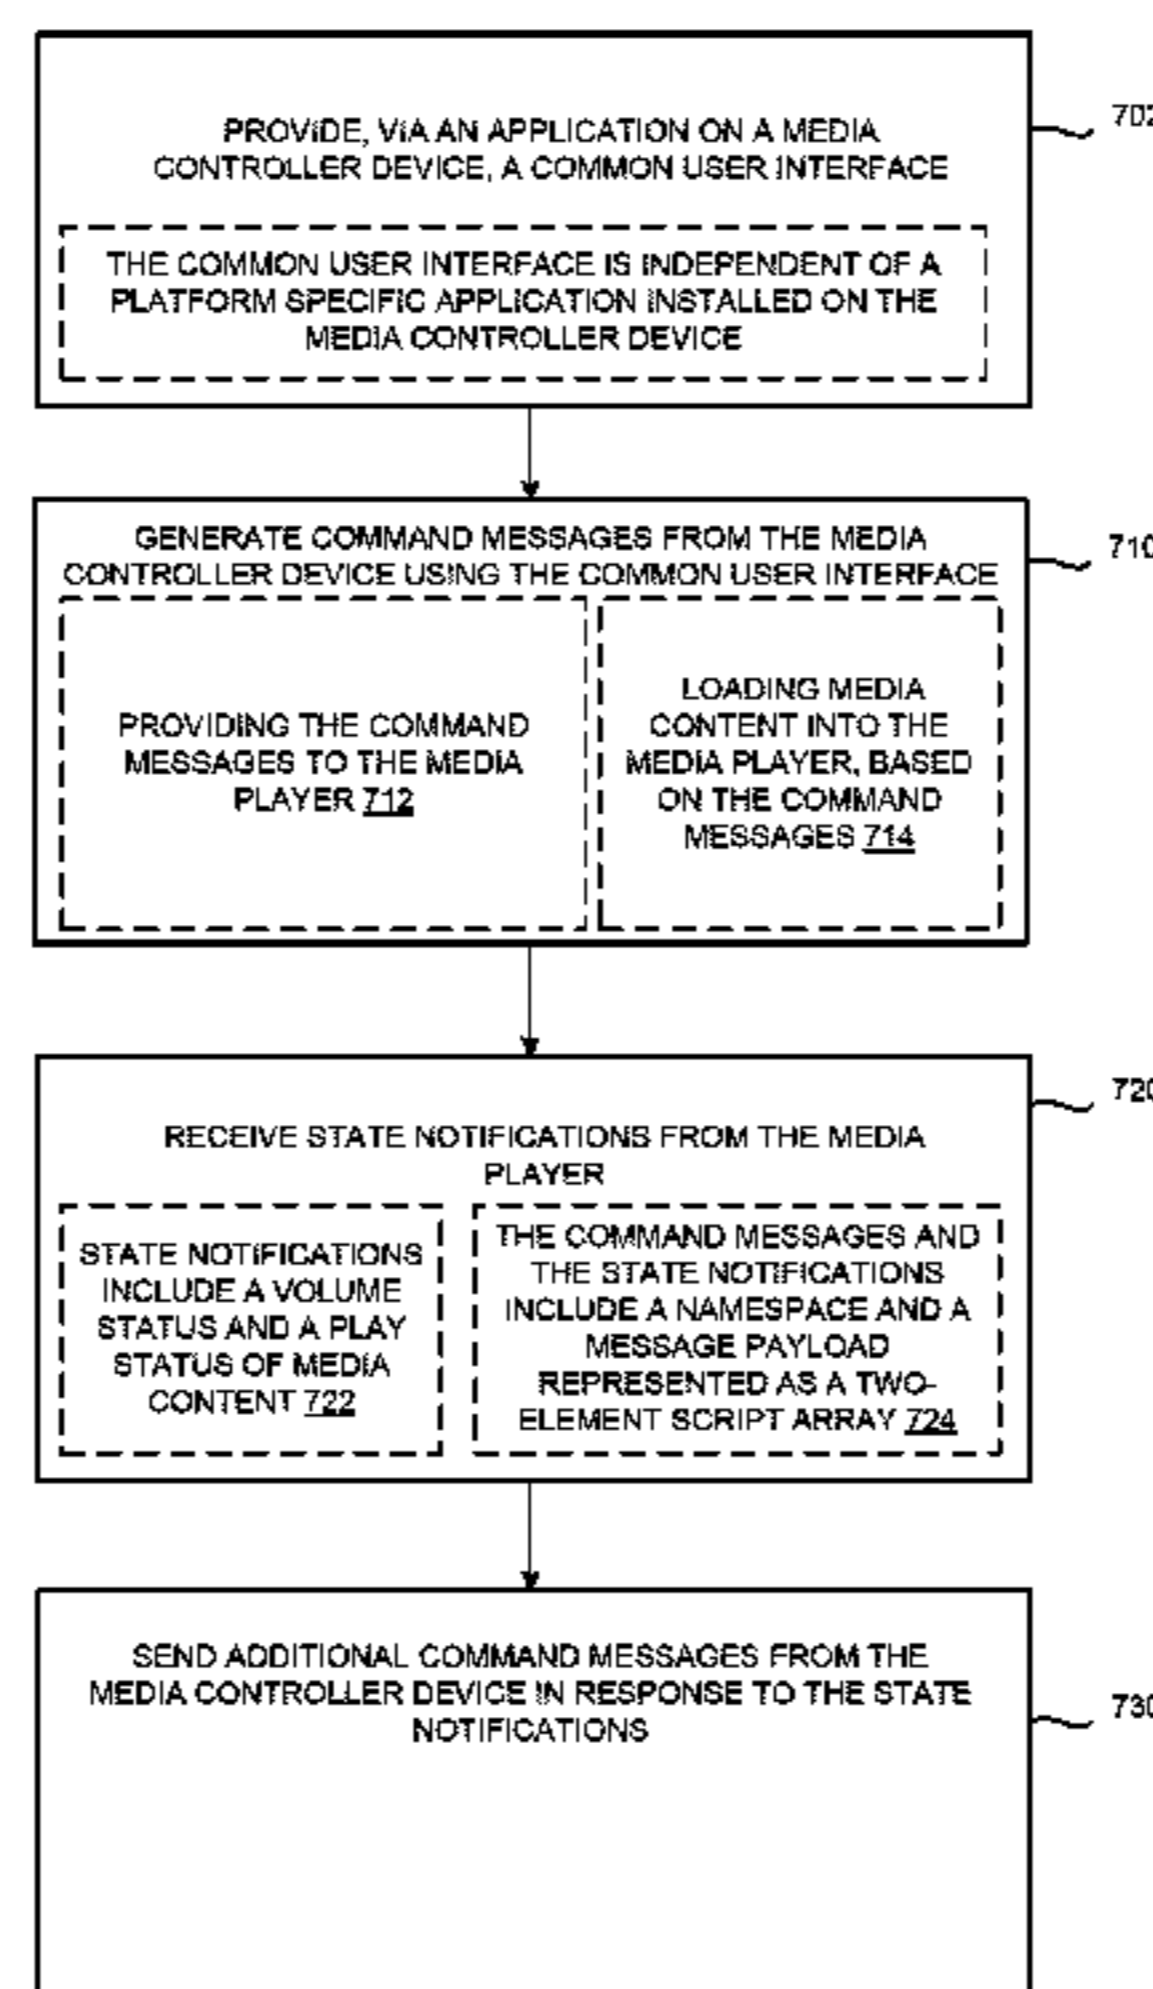 PROVIDE, VIA AN APPLICATION ON A MEDIA
CONTROLLER DEVICE, A COMMON USER INTERFACE
702
THE COMMON USER INTERFACE IS INDEPENDENT OF A
PLATFORM SPECIFIC APPLICATION INSTALLED ON THE
MEDIA CONTROLLER DEVICE
GENERATE COMMAND MESSAGES FROM THE MEDIA
CONTROLLER DEVICE USING THE COMMON USER INTERFACE
710
PROVIDING THE COMMAND
MESSAGES TO THE MEDIA
PLAYER 712
LOADING MEDIA
CONTENT INTO THE
MEDIA PLAYER, BASED
ON THE COMMAND
MESSAGES 714
720
RECEIVE STATE NOTIFICATIONS FROM THE MEDIA
PLAYER
STATE NOTIFICATIONS
INCLUDE A VOLUME
STATUS AND A PLAY
STATUS OF MEDIA
CONTENT 722
THE COMMAND MESSAGES AND
THE STATE NOTIFICATIONS
INCLUDE A NAMESPACE AND A
MESSAGE PAYLOAD
REPRESENTED AS A TWO-
ELEMENT SCRIPT ARRAY 724
SEND ADDITIONAL COMMAND MESSAGES FROM THE
MEDIA CONTROLLER DEVICE IN RESPONSE TO THE STATE
NOTIFICATIONS
730